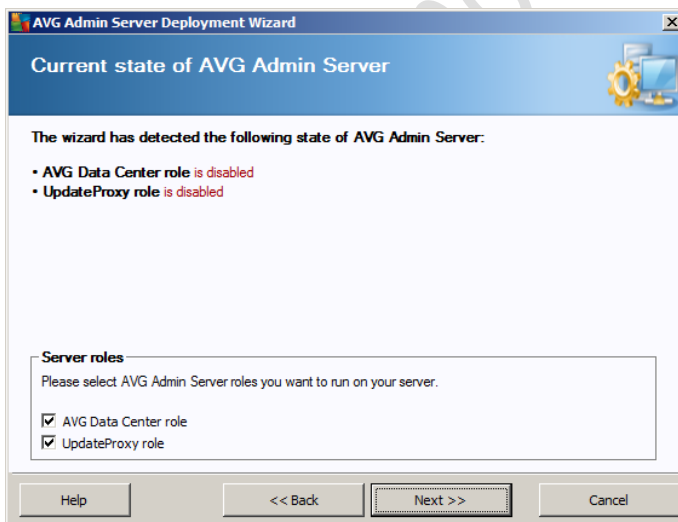 AVG Admin Server Deployment Wizard
Current state of AVG Admin Server
The wizard has detected the following state of AVG Admin Server:
• AVG Data Center role is disabled
• UpdateProxy role is disabled
Server roles
Please select AVG Admin Server roles you want to run on your server.
AVG Data Center role
UpdateProxy role
Help
<< Back
Next >>
Cancel